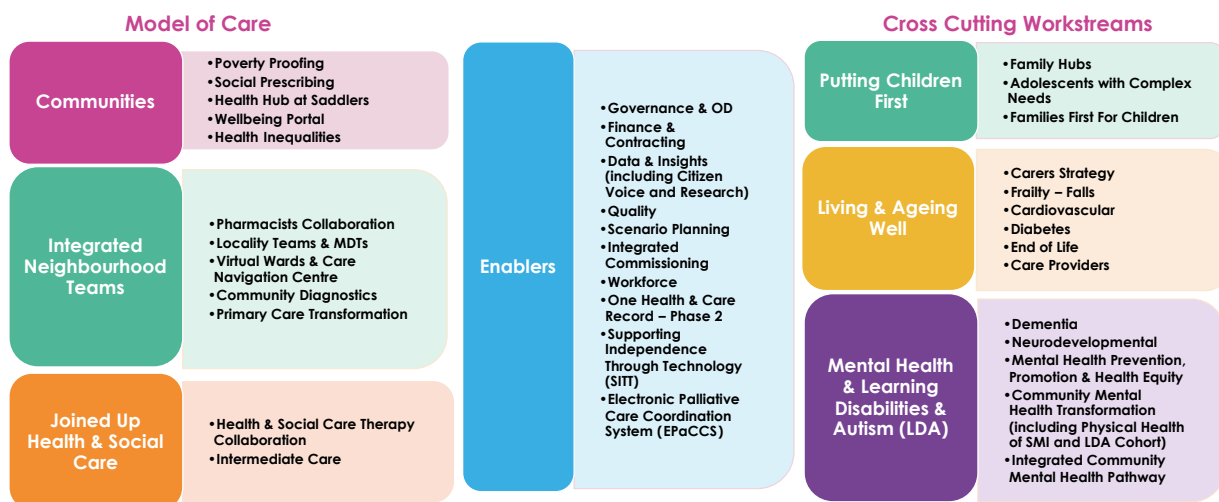 Model of Care
Communities
•Poverty Proofing
•Social Prescribing
•Health Hub at Saddlers
•Wellbeing Portal
•Health Inequalities
Integrated
Neighbourhood
Teams
•Pharmacists Collaboration
•Locality Teams & MDTs
•Virtual Wards & Care
Navigation Centre
•Community Diagnostics
•Primary Care Transformation
Joined Up
Health & Social
Care
•Health & Social Care Therapy
Collaboration
•Intermediate Care
Enablers
•Governance & OD
•Finance &
Contracting
•Data & Insights
(including Citizen
Voice and Research)
•Quality
•Scenario Planning
•Integrated
Commissioning
•Workforce
•One Health & Care
Record – Phase 2
•Supporting
Independence
Through Technology
(SITT)
•Electronic Palliative
Care Coordination
System (EPaCCS)
Cross Cutting Workstreams
Putting Children
First
•Family Hubs
•Adolescents with Complex
Needs
•Families First For Children
Living & Ageing
Well
•Carers Strategy
•Frailty – Falls
•Cardiovascular
•Diabetes
•End of Life
•Care Providers
Mental Health
& Learning
Disabilities &
Autism (LDA)
•Dementia
•Neurodevelopmental
•Mental Health Prevention,
Promotion & Health Equity
•Community Mental
Health Transformation
(including Physical Health
of SMI and LDA Cohort)
•Integrated Community
Mental Health Pathway